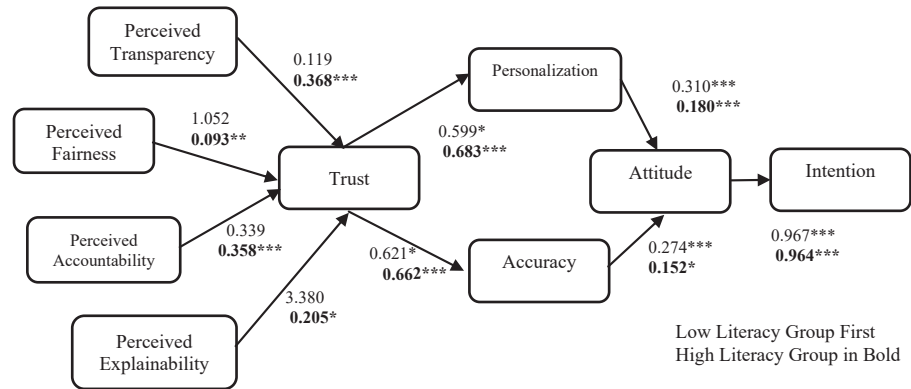 Perceived
Transparency
0.119
0.368***
Personalization
0.310***
0.180***
1.052
0.093**
Perceived
Fairness
0.599*
0.683***
Trust
Attitude
Intention
Perceived
Accountability
0.339
0.358***
0.621*
0.662***
Accuracy
0.274***
0.152*
0.967***
0.964***
3.380
0.205*
Perceived
Explainability
Low Literacy Group First
High Literacy Group in Bold